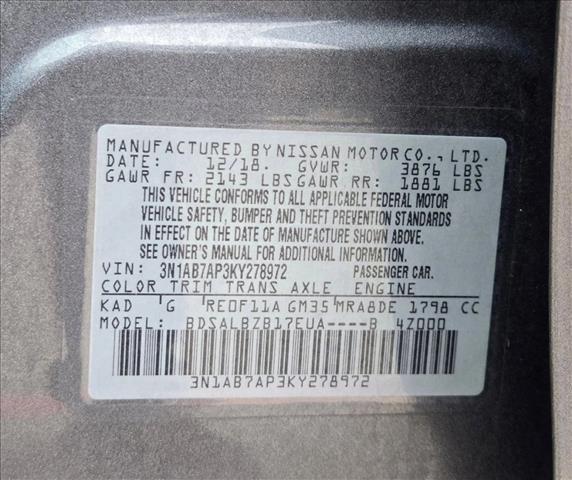 MANUFACTURED BY NISSAN MOTOR CO., LTD.
DATE: 12/18. GVWR: 3876 LBS
GAWR FR: 2143 LBS GAWR RR: 1881 LBS
THIS VEHICLE CONFORMS TO ALL APPLICABLE FEDERAL MOTOR
VEHICLE SAFETY, BUMPER AND THEFT PREVENTION STANDARDS
IN EFFECT ON THE DATE OF MANUFACTURE SHOWN ABOVE.
SEE OWNER'S MANUAL FOR ADDITIONAL INFORMATION.
VIN: 3N1AB7AP3KY278972 PASSENGER CAR.
COLOR TRIM TRANS AXLE ENGINE
KAD G RE0F11A GM35 MRA8DE 1798 CC
MODEL: BDSALBZB17EUA----B 4Z000
3N1AB7AP3KY278972